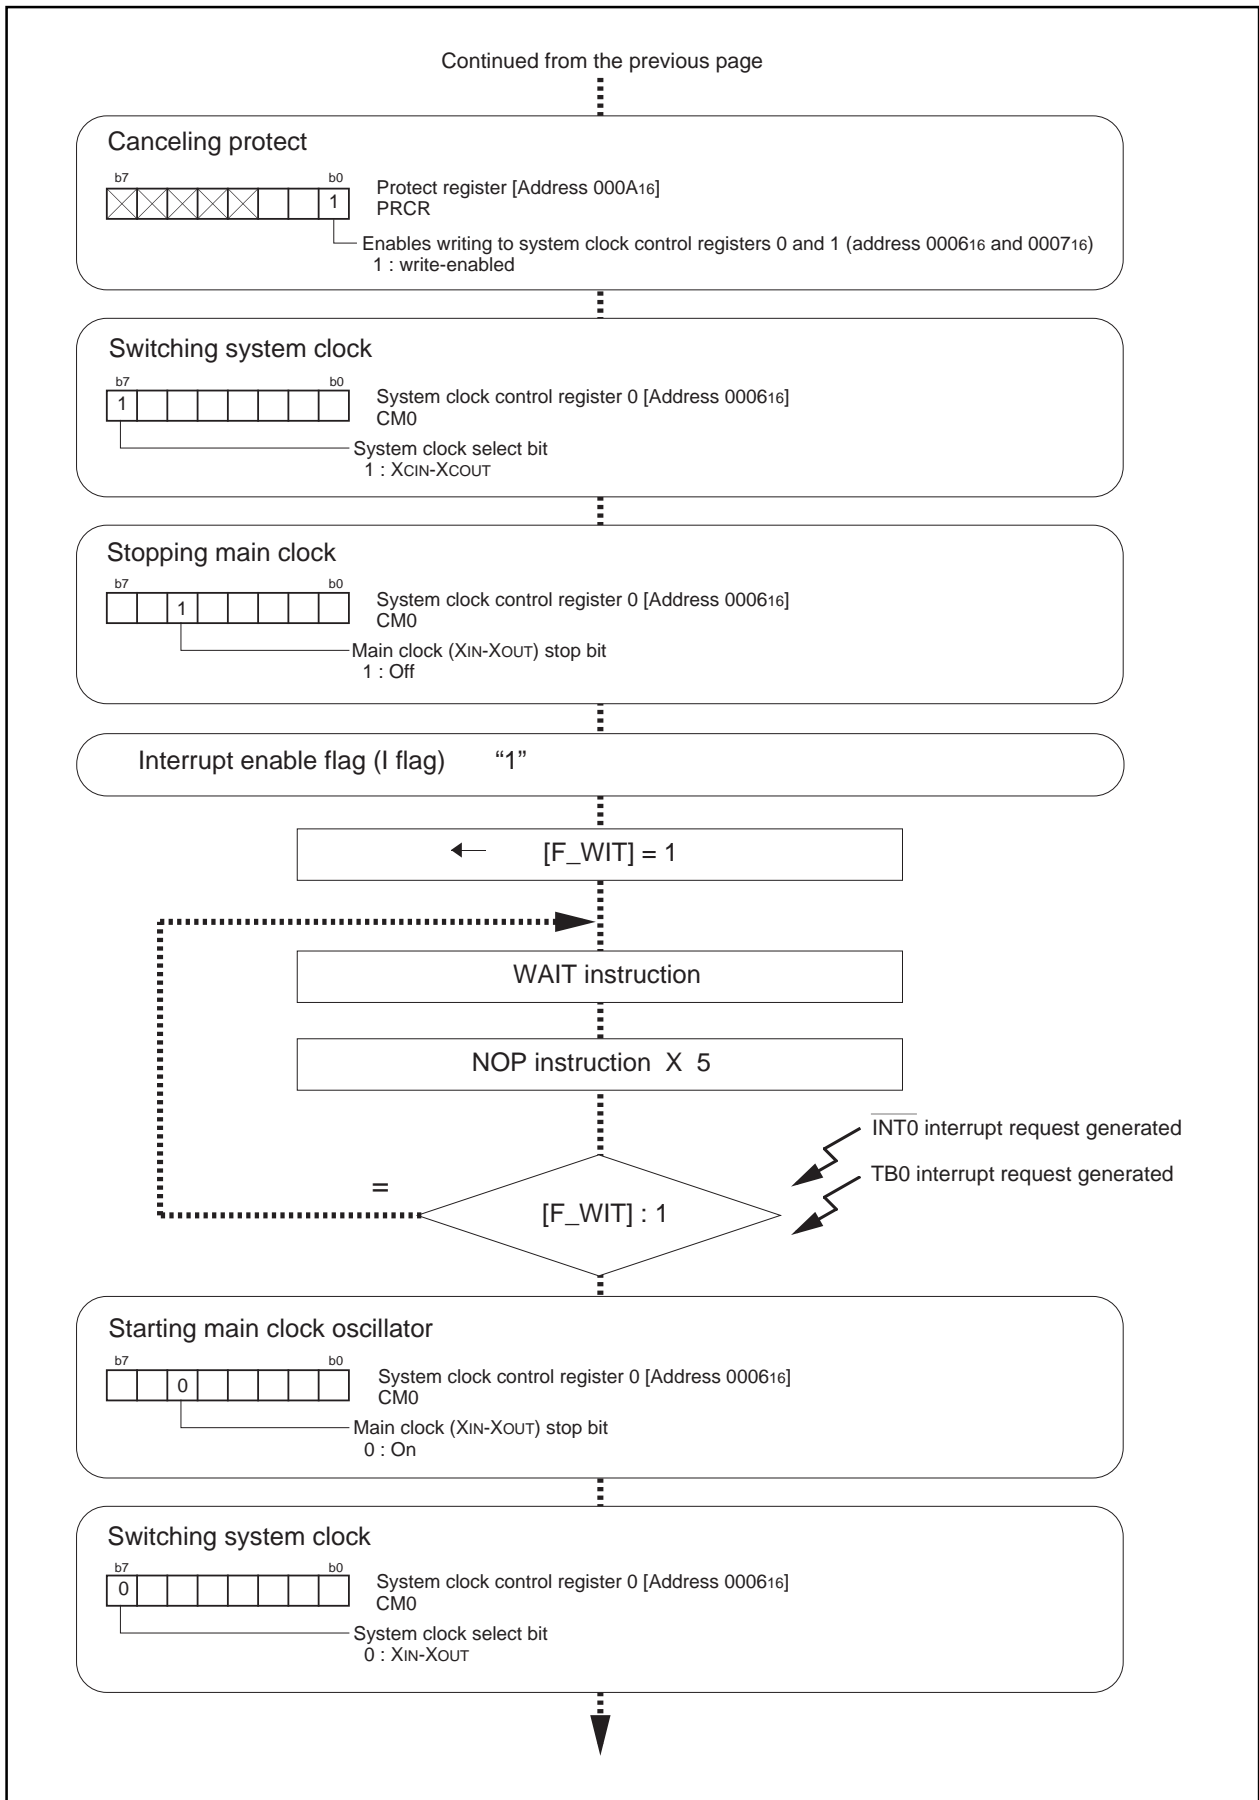 Continued from the previous page
Canceling protect
b7 b0
1
Protect register [Address 000A16]
PRCR
Enables writing to system clock control registers 0 and 1 (address 000616 and 000716)
1 : write-enabled
Switching system clock
b7 b0
1
System clock control register 0 [Address 000616]
CM0
System clock select bit
1 : XCIN-XCOUT
Stopping main clock
b7 b0
1
System clock control register 0 [Address 000616]
CM0
Main clock (XIN-XOUT) stop bit
1 : Off
Interrupt enable flag (I flag) “1”
← [F_WIT] = 1
WAIT instruction
NOP instruction X 5
INT0 interrupt request generated
TB0 interrupt request generated
=
[F_WIT] : 1
Starting main clock oscillator
b7 b0
0
System clock control register 0 [Address 000616]
CM0
Main clock (XIN-XOUT) stop bit
0 : On
Switching system clock
b7 b0
0
System clock control register 0 [Address 000616]
CM0
System clock select bit
0 : XIN-XOUT